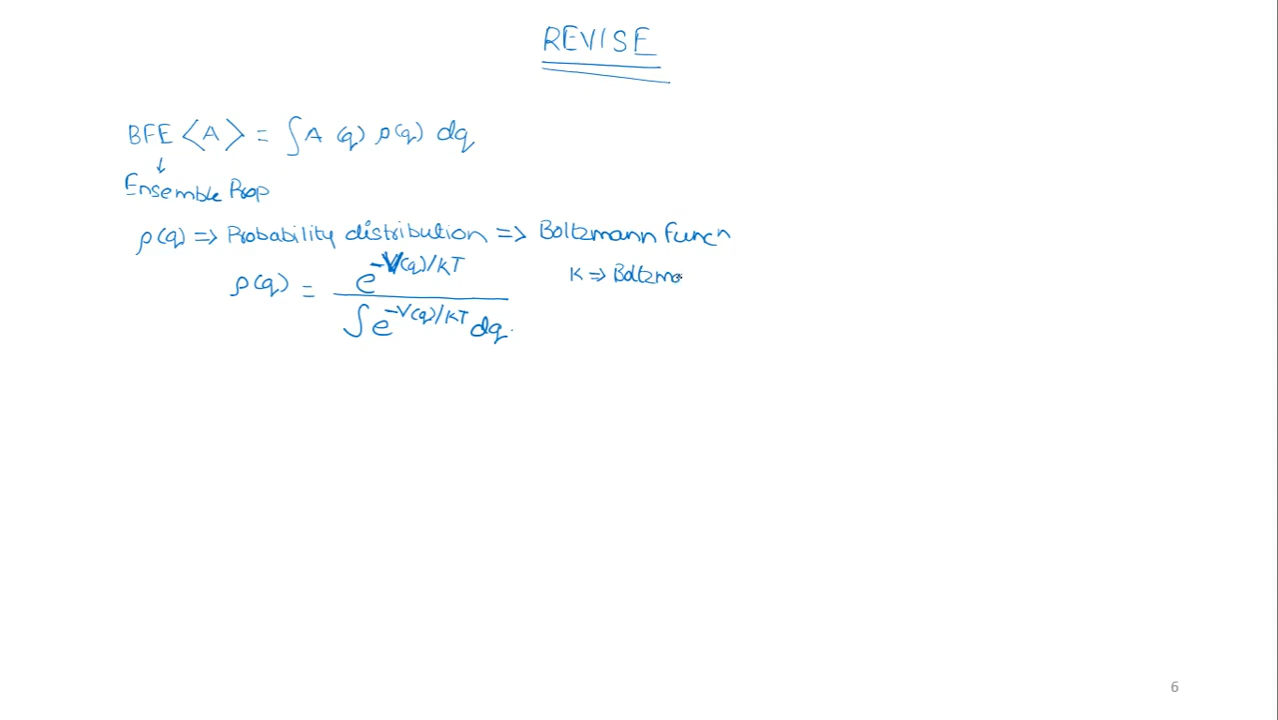 REVISE
BFE <A> = ∫A (q) ρ(q) dq
↓
Ensemble Prop
ρ(q) => Probability distribution => Boltzmann Funcn
ρ(q) = e^-V(q)/KT / ∫e^-V(q)/KT dq.
K => Boltzma
6